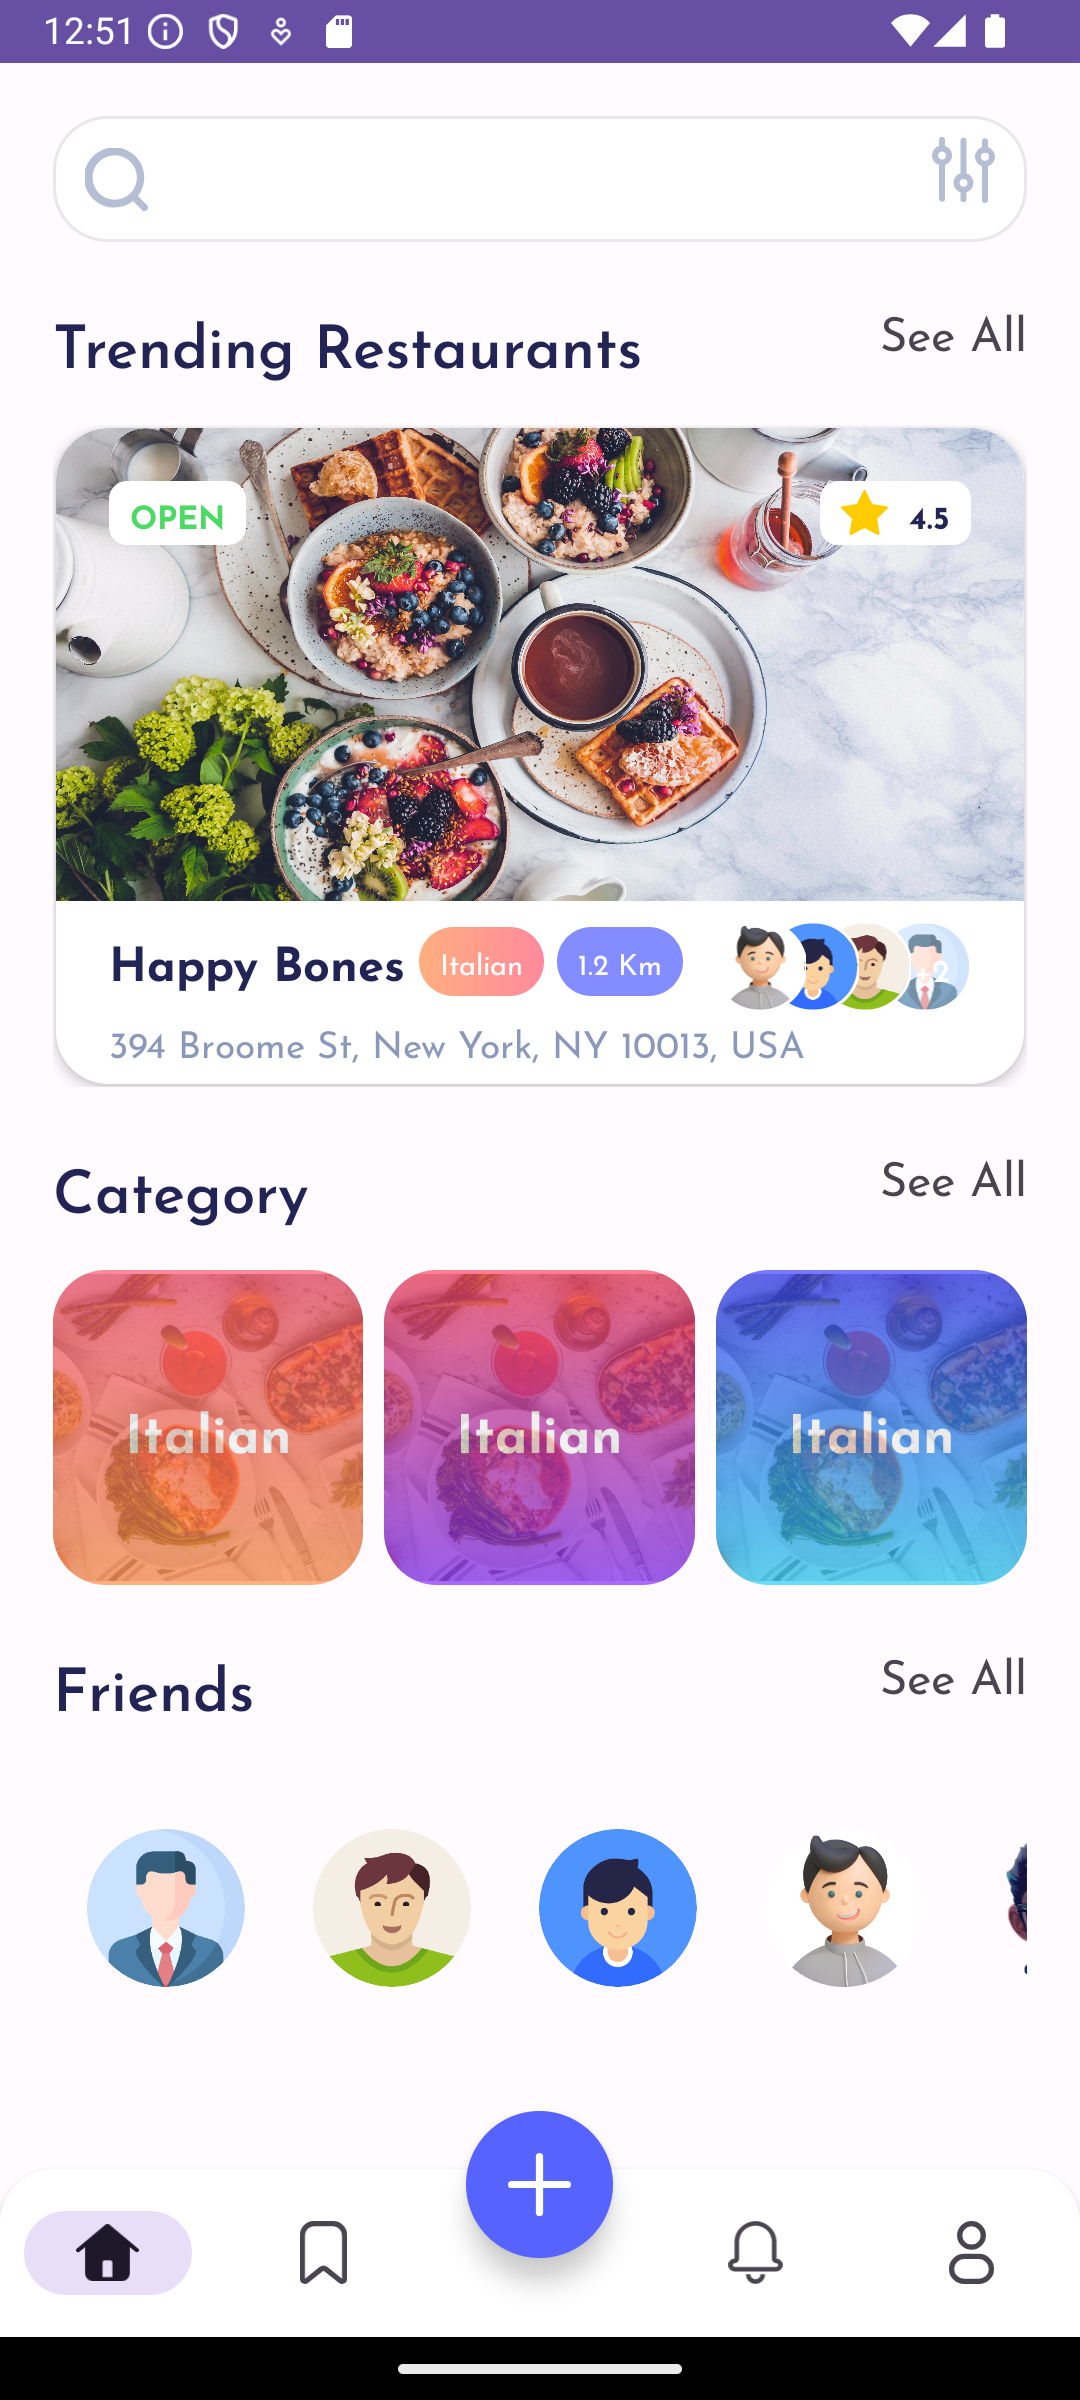 12:51
Trending Restaurants
See All
OPEN
4.5
Happy Bones
Italian
1.2 Km
+2
394 Broome St, New York, NY 10013, USA
Category
See All
Italian
Italian
Italian
Friends
See All